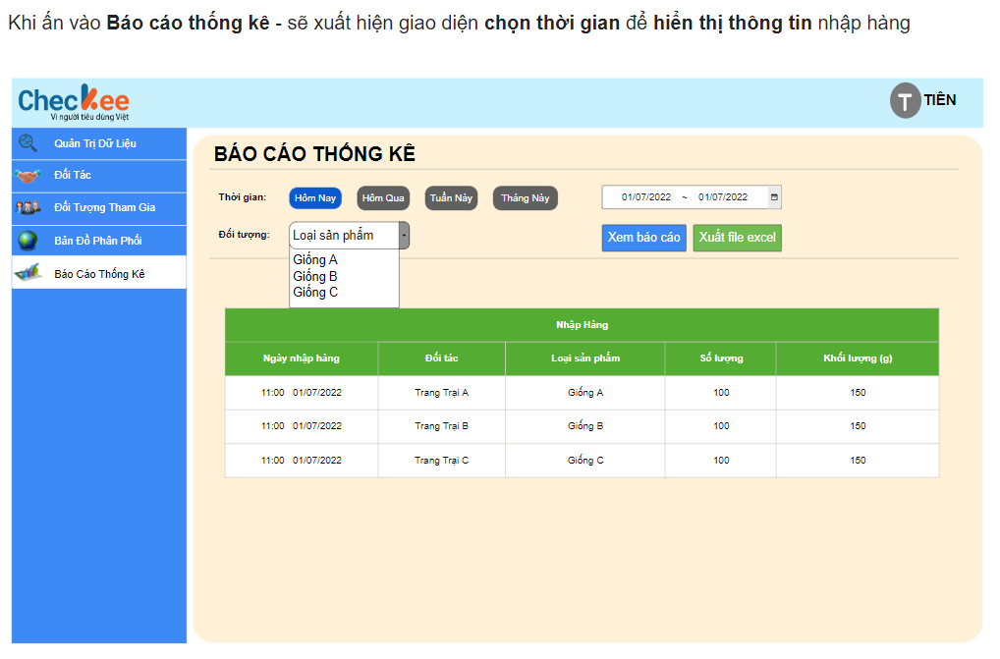 Khi ấn vào Báo cáo thống kê - sẽ xuất hiện giao diện chọn thời gian để hiển thị thông tin nhập hàng
Checkee
Vì người tiêu dùng Việt
T TIÊN
Quản Trị Dữ Liệu
Đối Tác
Đối Tượng Tham Gia
Bản Đồ Phân Phối
Báo Cáo Thống Kê
BÁO CÁO THỐNG KÊ
Thời gian: Hôm Nay Hôm Qua Tuần Này Tháng Này 01/07/2022 ~ 01/07/2022
Đối tượng: Loại sản phẩm Xem báo cáo Xuất file excel
Giống A
Giống B
Giống C
Nhập Hàng
Ngày nhập hàng Đối tác Loại sản phẩm Số lượng Khối lượng (g)
11:00 01/07/2022 Trang Trại A Giống A 100 150
11:00 01/07/2022 Trang Trại B Giống B 100 150
11:00 01/07/2022 Trang Trại C Giống C 100 150